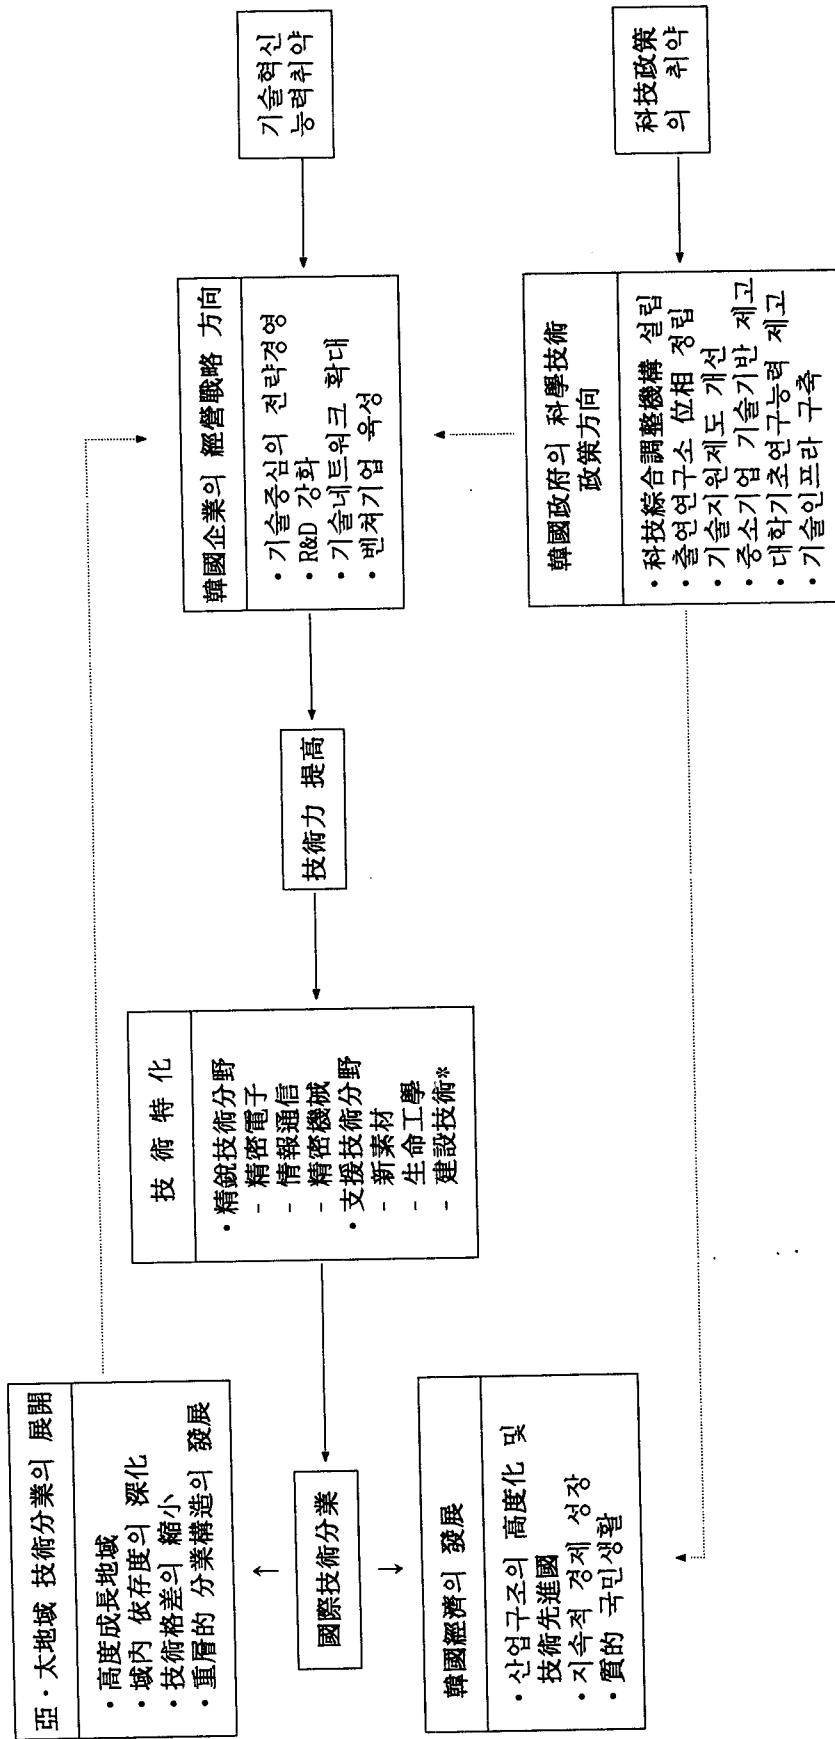 亞・太地域 技術分業의 展開
・高度成長地域
・域內 依存度의 深化
・技術格差의 縮小
・重層的 分業構造의 發展
國際技術分業
韓國經濟의 發展
・산업구조의 高度化 및
技術先進國
・지속적 경제 성장
・質的 국민생활
技 術 特 化
・精銳技術分野
- 精密電子
- 情報通信
- 精密機械
・支援技術分野
- 新素材
- 生命工學
- 建設技術*
技術力 提高
韓國企業의 經營戰略 方向
・기술중심의 전략경영
・R&D 강화
・기술네트워크 확대
・벤처기업 육성
韓國政府의 科學技術
政策方向
・科技綜合調整機構 설립
・출연연구소 位相 정립
・기술지원제도 개선
・중소기업 기술기반 제고
・대학기초연구능력 제고
・기술인프라 구축
기술혁신
능력취약
科技政策
의 취약